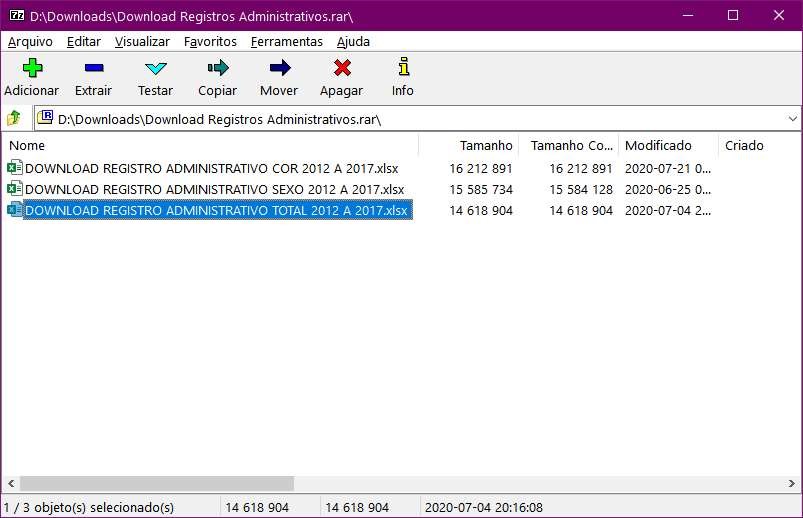 D:\Downloads\Download Registros Administrativos.rar\
Arquivo Editar Visualizar Favoritos Ferramentas Ajuda
Adicionar Extrair Testar Copiar Mover Apagar Info
D:\Downloads\Download Registros Administrativos.rar\
Nome Tamanho Tamanho Co... Modificado Criado
DOWNLOAD REGISTRO ADMINISTRATIVO COR 2012 A 2017.xlsx 16 212 891 16 212 891 2020-07-21 0...
DOWNLOAD REGISTRO ADMINISTRATIVO SEXO 2012 A 2017.xlsx 15 585 734 15 584 128 2020-06-25 0...
DOWNLOAD REGISTRO ADMINISTRATIVO TOTAL 2012 A 2017.xlsx 14 618 904 14 618 904 2020-07-04 2...
1 / 3 objeto(s) selecionado(s) 14 618 904 14 618 904 2020-07-04 20:16:08